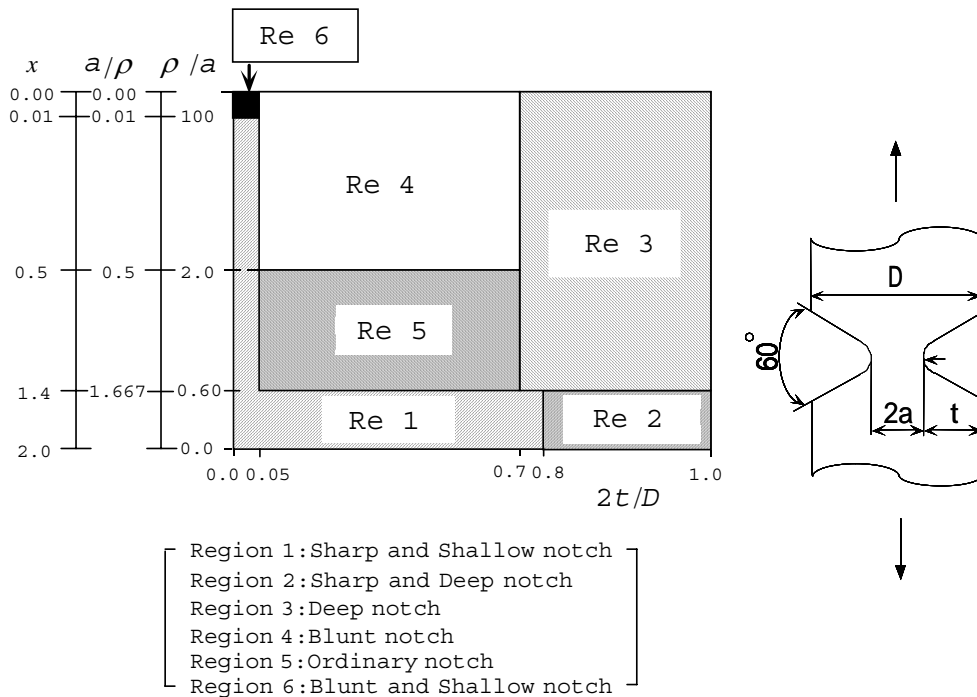 Re 6
x a/ρ ρ/a
0.00 0.00
0.01 0.01 100
Re 4
Re 3
0.5 0.5 2.0
Re 5
1.4 1.667 0.60
Re 1 Re 2
2.0 0.0
0.0 0.05 0.7 0.8 1.0
2t/D
D
60°
2a t
Region 1:Sharp and Shallow notch
Region 2:Sharp and Deep notch
Region 3:Deep notch
Region 4:Blunt notch
Region 5:Ordinary notch
Region 6:Blunt and Shallow notch